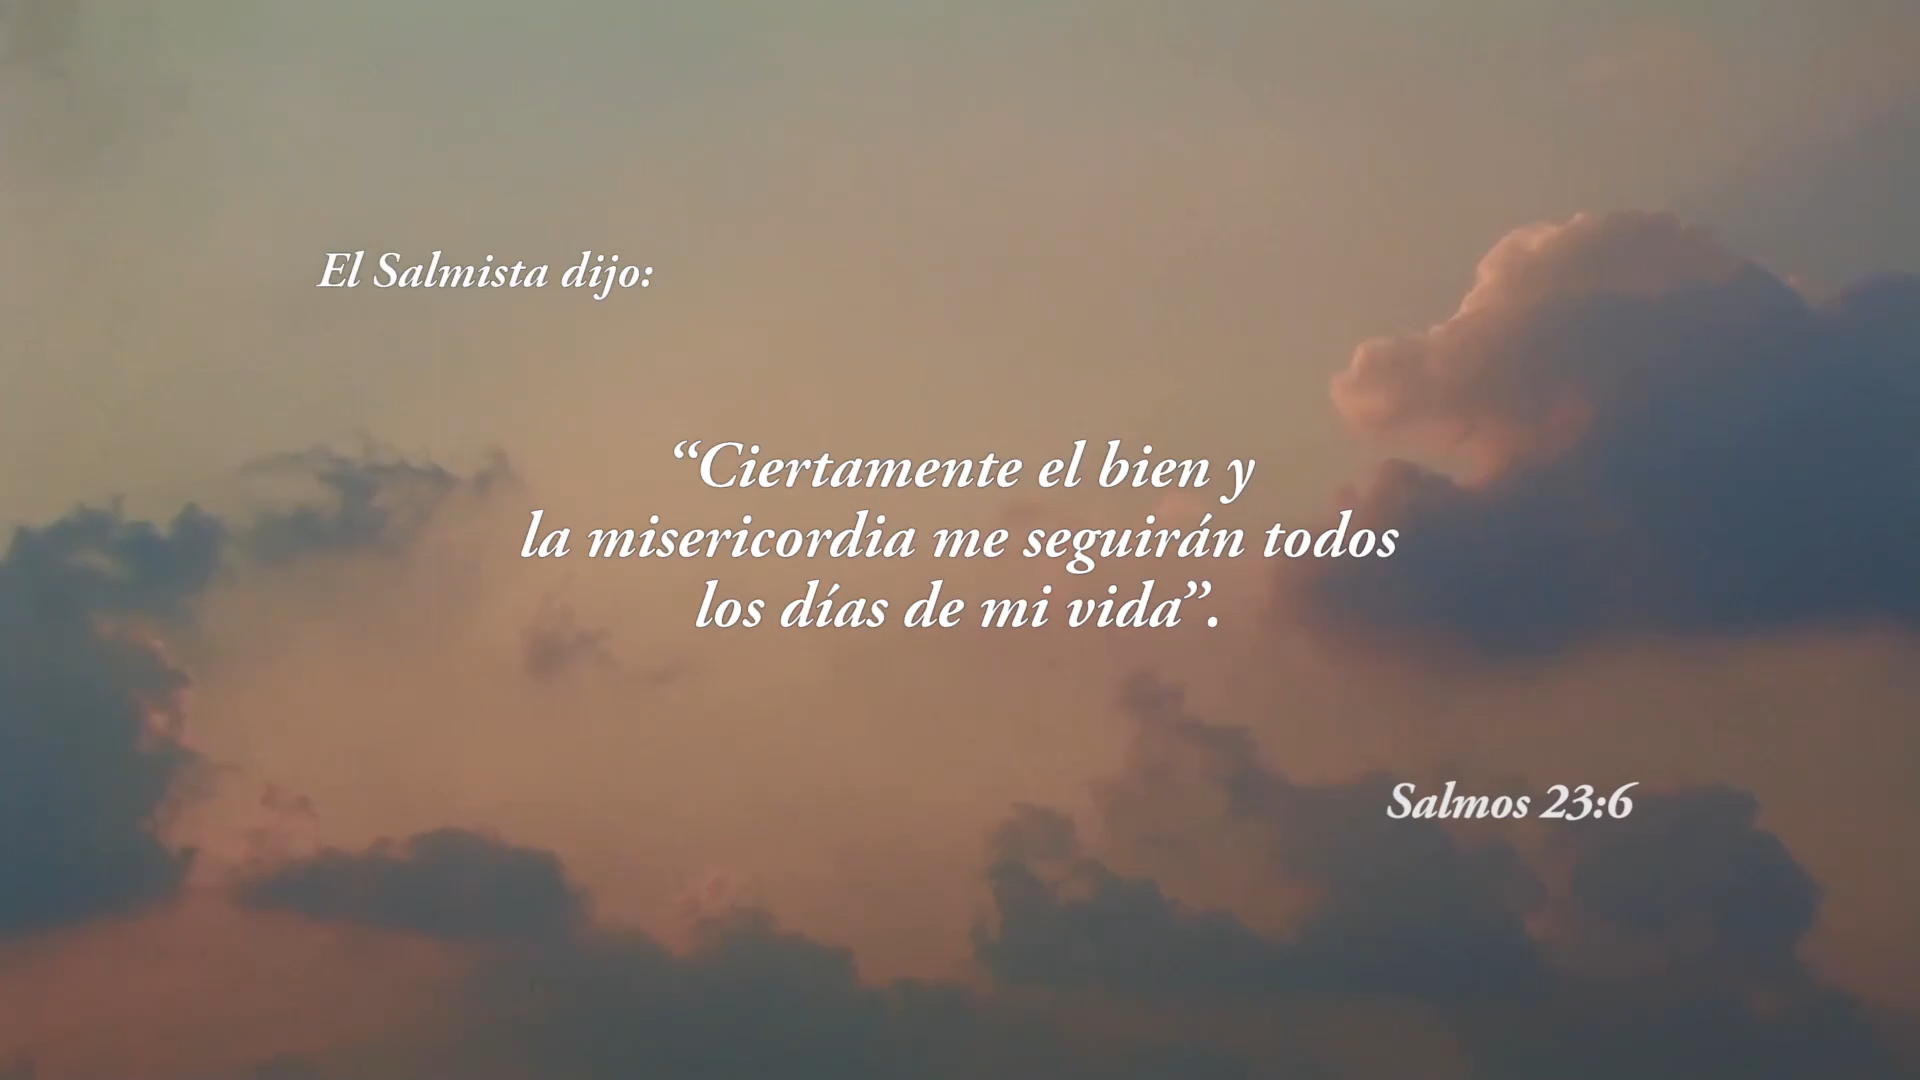 El Salmista dijo:
“Ciertamente el bien y
la misericordia me seguirán todos
los días de mi vida”.
Salmos 23:6